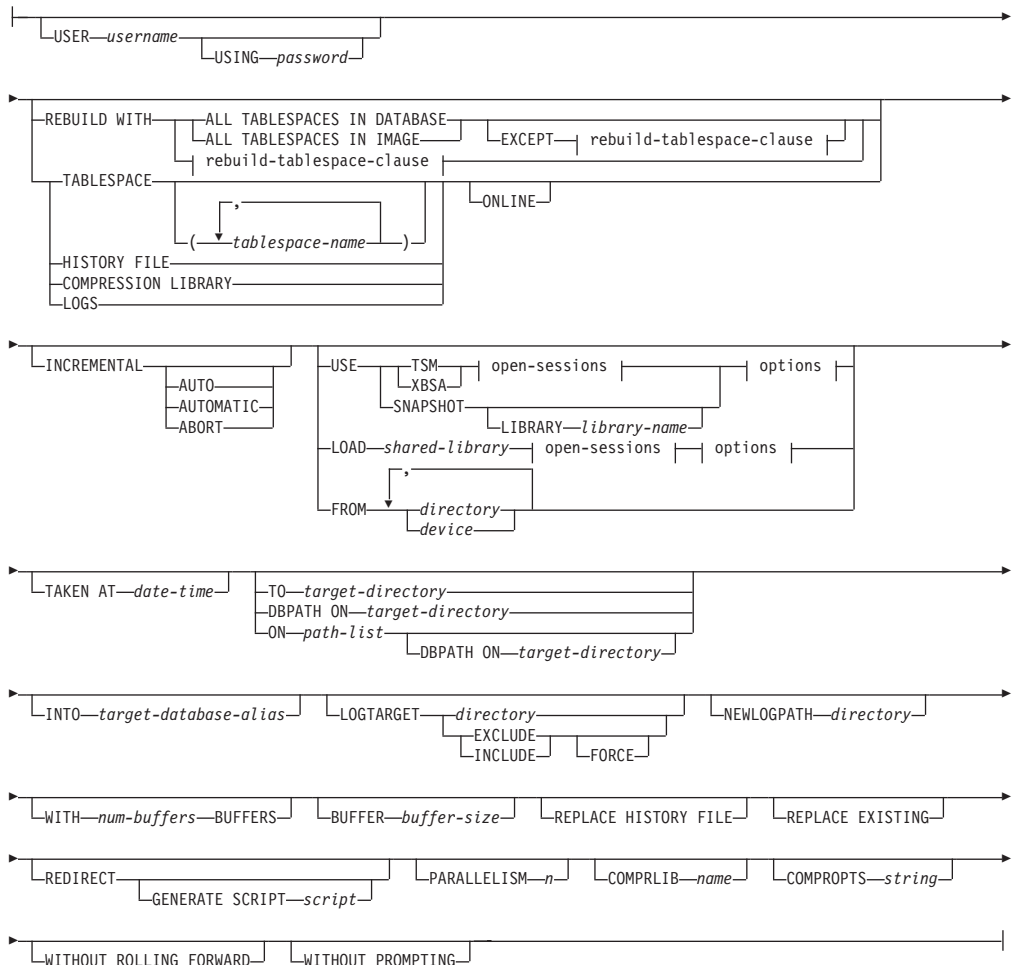 USER username
USING password
REBUILD WITH ALL TABLESPACES IN DATABASE
ALL TABLESPACES IN IMAGE EXCEPT rebuild-tablespace-clause
rebuild-tablespace-clause
TABLESPACE
ONLINE
,
( tablespace-name )
HISTORY FILE
COMPRESSION LIBRARY
LOGS
INCREMENTAL
AUTO
AUTOMATIC
ABORT
USE TSM open-sessions options
XBSA
SNAPSHOT
LIBRARY library-name
LOAD shared-library open-sessions options
,
FROM directory
device
TAKEN AT date-time
TO target-directory
DBPATH ON target-directory
ON path-list
DBPATH ON target-directory
INTO target-database-alias LOGTARGET directory NEWLOGPATH directory
EXCLUDE
INCLUDE FORCE
WITH num-buffers BUFFERS BUFFER buffer-size REPLACE HISTORY FILE REPLACE EXISTING
REDIRECT PARALLELISM n COMPRLIB name COMPROPTS string
GENERATE SCRIPT script
WITHOUT ROLLING FORWARD WITHOUT PROMPTING